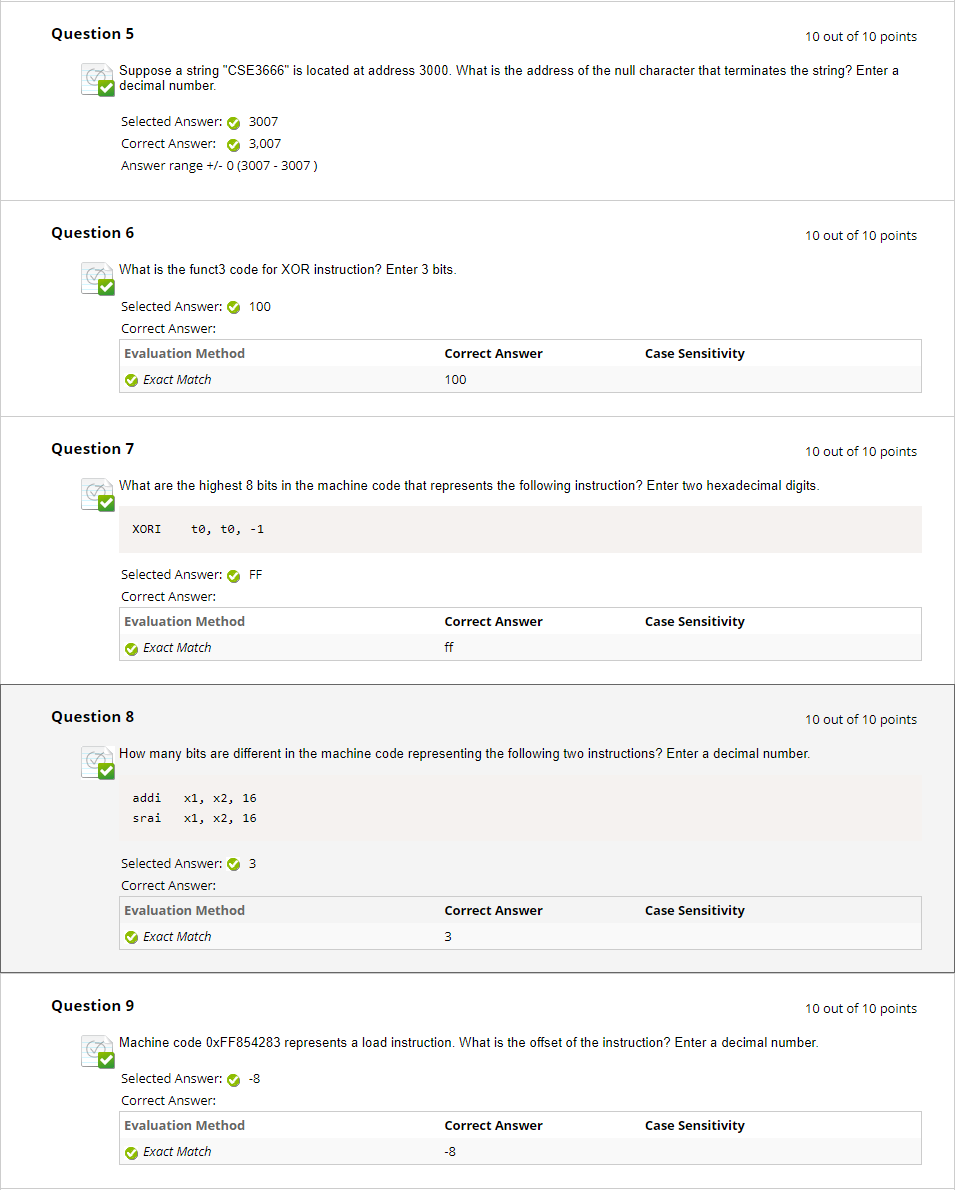 Question 5
10 out of 10 points
Suppose a string "CSE3666" is located at address 3000. What is the address of the null character that terminates the string? Enter a
decimal number.
Selected Answer: 3007
Correct Answer: 3,007
Answer range +/- 0 (3007 - 3007 )
Question 6
10 out of 10 points
What is the funct3 code for XOR instruction? Enter 3 bits.
Selected Answer: 100
Correct Answer:
Evaluation Method Correct Answer Case Sensitivity
Exact Match 100
Question 7
10 out of 10 points
What are the highest 8 bits in the machine code that represents the following instruction? Enter two hexadecimal digits.
XORI t0, t0, -1
Selected Answer: FF
Correct Answer:
Evaluation Method Correct Answer Case Sensitivity
Exact Match ff
Question 8
10 out of 10 points
How many bits are different in the machine code representing the following two instructions? Enter a decimal number.
addi x1, x2, 16
srai x1, x2, 16
Selected Answer: 3
Correct Answer:
Evaluation Method Correct Answer Case Sensitivity
Exact Match 3
Question 9
10 out of 10 points
Machine code 0xFF854283 represents a load instruction. What is the offset of the instruction? Enter a decimal number.
Selected Answer: -8
Correct Answer:
Evaluation Method Correct Answer Case Sensitivity
Exact Match -8